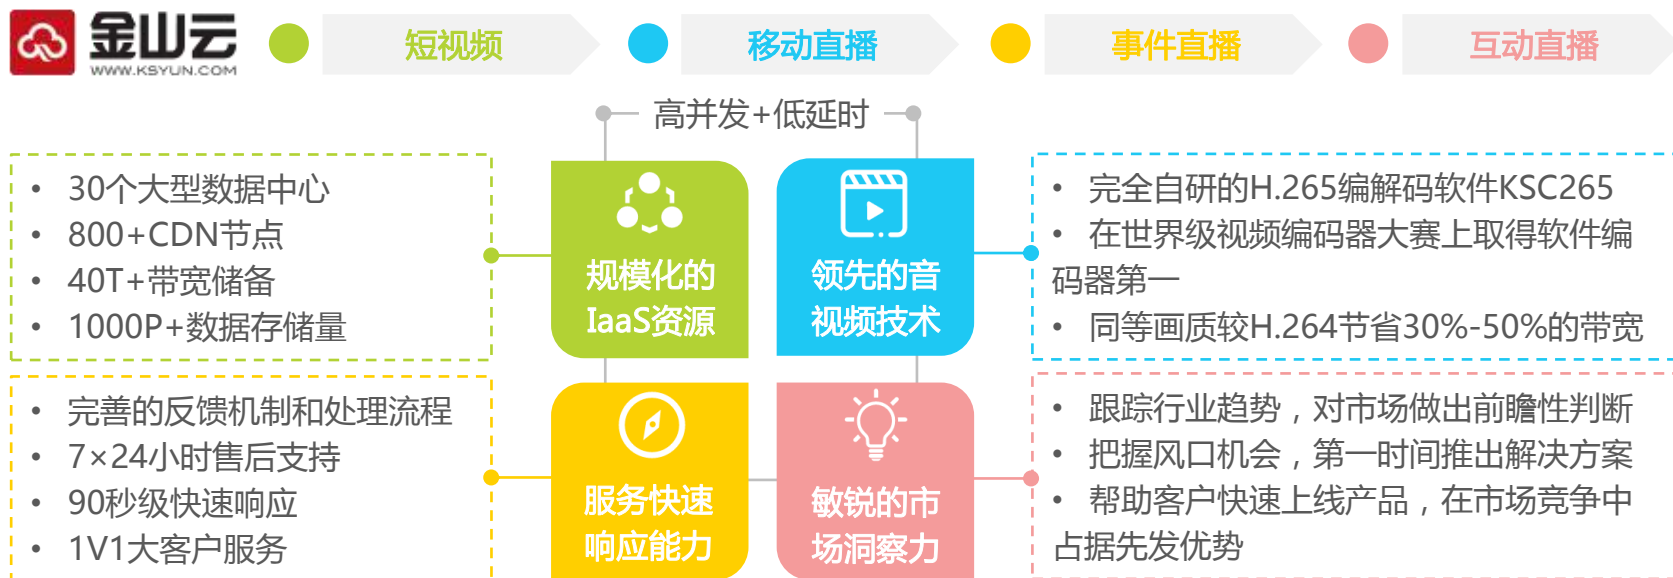 金山云
WWW.KSYUN.COM
短视频
移动直播
事件直播
互动直播
高并发+低延时
• 30个大型数据中心
• 800+CDN节点
• 40T+带宽储备
• 1000P+数据存储量
规模化的
IaaS资源
领先的音
视频技术
• 完全自研的H.265编解码软件KSC265
• 在世界级视频编码器大赛上取得软件编
码器第一
• 同等画质较H.264节省30%-50%的带宽
• 完善的反馈机制和处理流程
• 7×24小时售后支持
• 90秒级快速响应
• 1V1大客户服务
服务快速
响应能力
敏锐的市
场洞察力
• 跟踪行业趋势，对市场做出前瞻性判断
• 把握风口机会，第一时间推出解决方案
• 帮助客户快速上线产品，在市场竞争中
占据先发优势